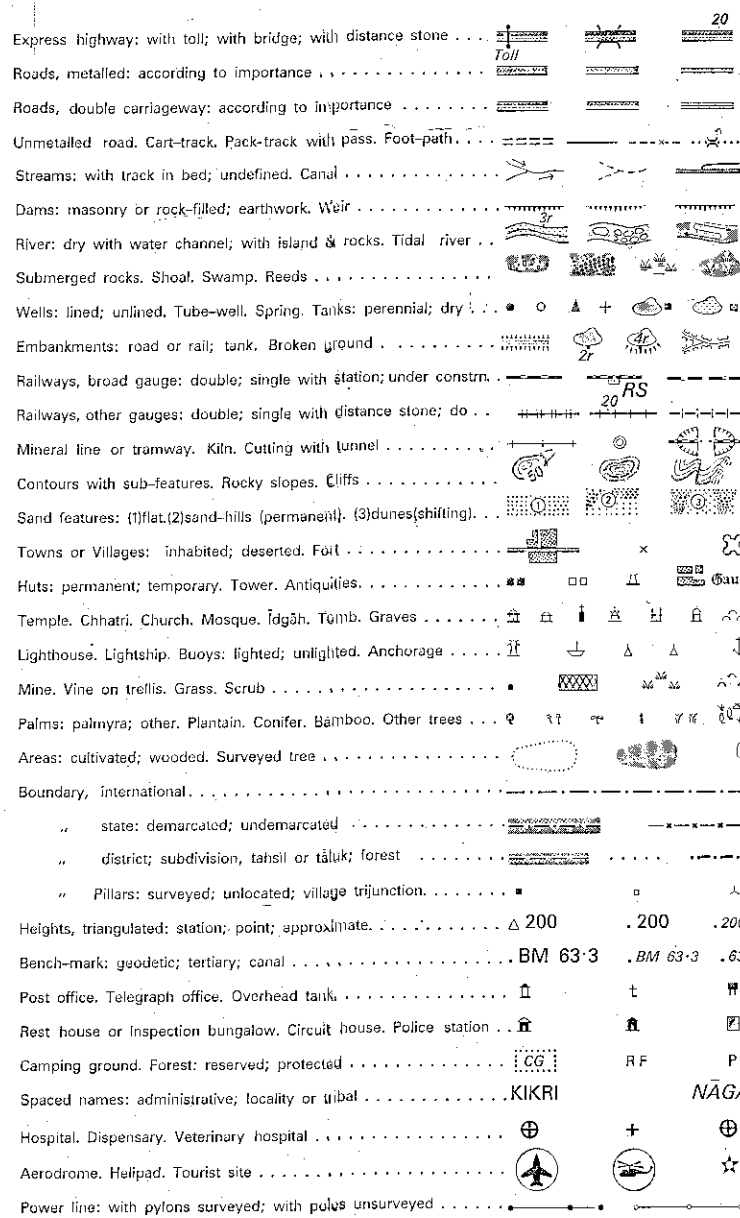 20
Express highway: with toll; with bridge; with distance stone . . .
Toll
Roads, metalled: according to importance . . . . . . . . . . . . . . .
Roads, double carriageway: according to importance . . . . . . . .
Unmetalled road. Cart-track. Pack-track with pass. Foot-path. . . .
Streams: with track in bed; undefined. Canal . . . . . . . . . . . . . .
Dams: masonry or rock-filled; earthwork. Weir . . . . . . . . . . . .
3r
River: dry with water channel; with island & rocks. Tidal river . .
Submerged rocks. Shoal. Swamp. Reeds . . . . . . . . . . . . . . . .
Wells: lined; unlined. Tube-well. Spring. Tanks: perennial; dry . .
Embankments: road or rail; tank. Broken ground . . . . . . . . . .
2r 4r
Railways, broad gauge: double; single with station; under constrn. .
RS
Railways, other gauges: double; single with distance stone; do . .
20
Mineral line or tramway. Kiln. Cutting with tunnel . . . . . . . . . .
Contours with sub-features. Rocky slopes. Cliffs . . . . . . . . . . .
50
Sand features: (1)flat.(2)sand-hills (permanent). (3)dunes(shifting). . .
1 2 3
Towns or Villages: inhabited; deserted. Fort . . . . . . . . . . . . .
Huts: permanent; temporary. Tower. Antiquities. . . . . . . . . . . .
Gau
Temple. Chhatri. Church. Mosque. Īdgāh. Tomb. Graves . . . . . . .
Lighthouse. Lightship. Buoys: lighted; unlighted. Anchorage . . . . .
Mine. Vine on trellis. Grass. Scrub . . . . . . . . . . . . . . . . . . .
Palms: palmyra; other. Plantain. Conifer. Bamboo. Other trees . . .
Areas: cultivated; wooded. Surveyed tree . . . . . . . . . . . . . . .
Boundary, international . . . . . . . . . . . . . . . . . . . . . . . . . .
„ state: demarcated; undemarcated . . . . . . . . . . . . . .
„ district; subdivision, tahsil or tāluk; forest . . . . . . . .
„ Pillars: surveyed; unlocated; village trijunction. . . . . . . .
Heights, triangulated: station; point; approximate. . . . . . . . . . . △ 200 . 200 . 200
Bench-mark: geodetic; tertiary; canal . . . . . . . . . . . . . . . . . . BM 63·3 . BM 63·3 . 63
Post office. Telegraph office. Overhead tank. . . . . . . . . . . . . .
Rest house or Inspection bungalow. Circuit house. Police station . .
Camping ground. Forest: reserved; protected . . . . . . . . . . . . . CG RF P
Spaced names: administrative; locality or tribal . . . . . . . . . . . KIKRI NĀGA
Hospital. Dispensary. Veterinary hospital . . . . . . . . . . . . . . . .
Aerodrome. Helipad. Tourist site . . . . . . . . . . . . . . . . . . . .
Power line: with pylons surveyed; with poles unsurveyed . . . . . .